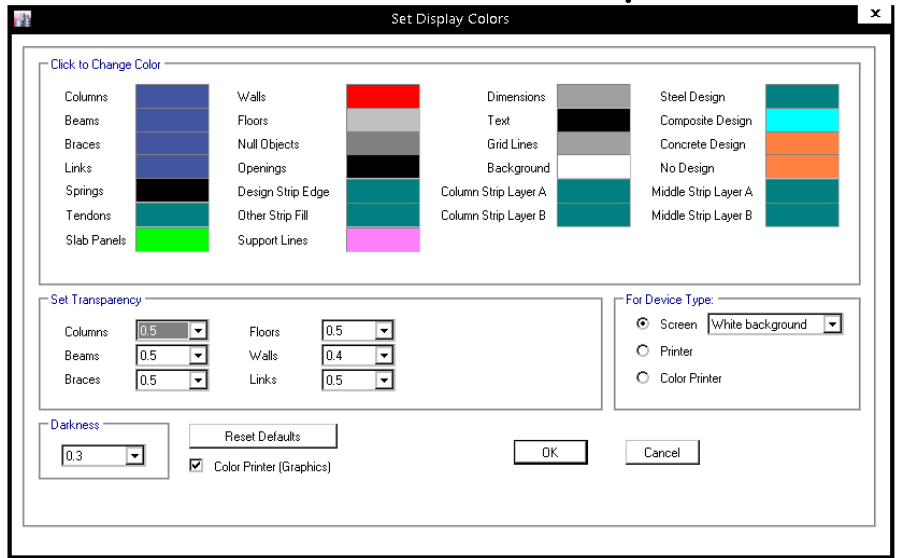 Set Display Colors
x
Click to Change Color
Columns Walls Dimensions Steel Design
Beams Floors Text Composite Design
Braces Null Objects Grid Lines Concrete Design
Links Openings Background No Design
Springs Design Strip Edge Column Strip Layer A Middle Strip Layer A
Tendons Other Strip Fill Column Strip Layer B Middle Strip Layer B
Slab Panels Support Lines
Set Transparency For Device Type:
Columns 0.5 Floors 0.5 Screen White background
Beams 0.5 Walls 0.4 Printer
Braces 0.5 Links 0.5 Color Printer
Darkness
0.3 Reset Defaults OK Cancel
Color Printer (Graphics)